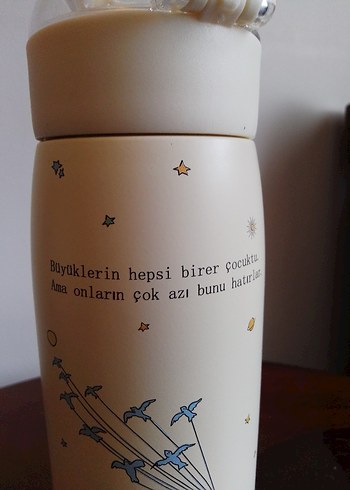 Büyüklerin hepsi birer çocuktu.
Ama onların çok azı bunu hatırlar.